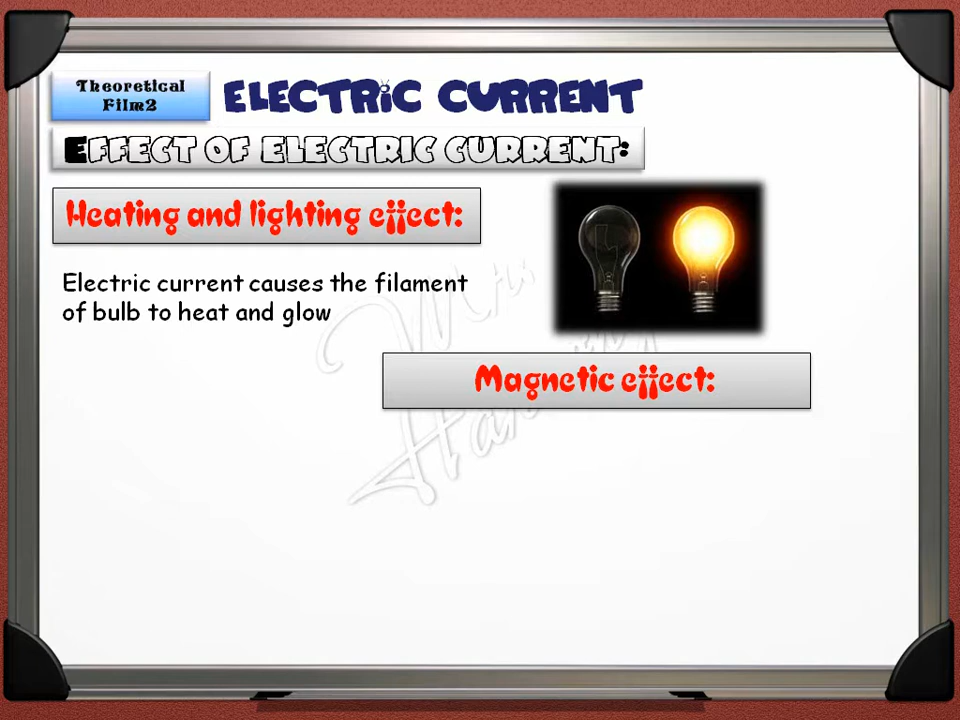 Theoretical
Film2
ELECTRiC CURRENT
EFFECT OF ELECTRIC CURRENT:
Heating and lighting effect:
Electric current causes the filament
of bulb to heat and glow
Magnetic effect: